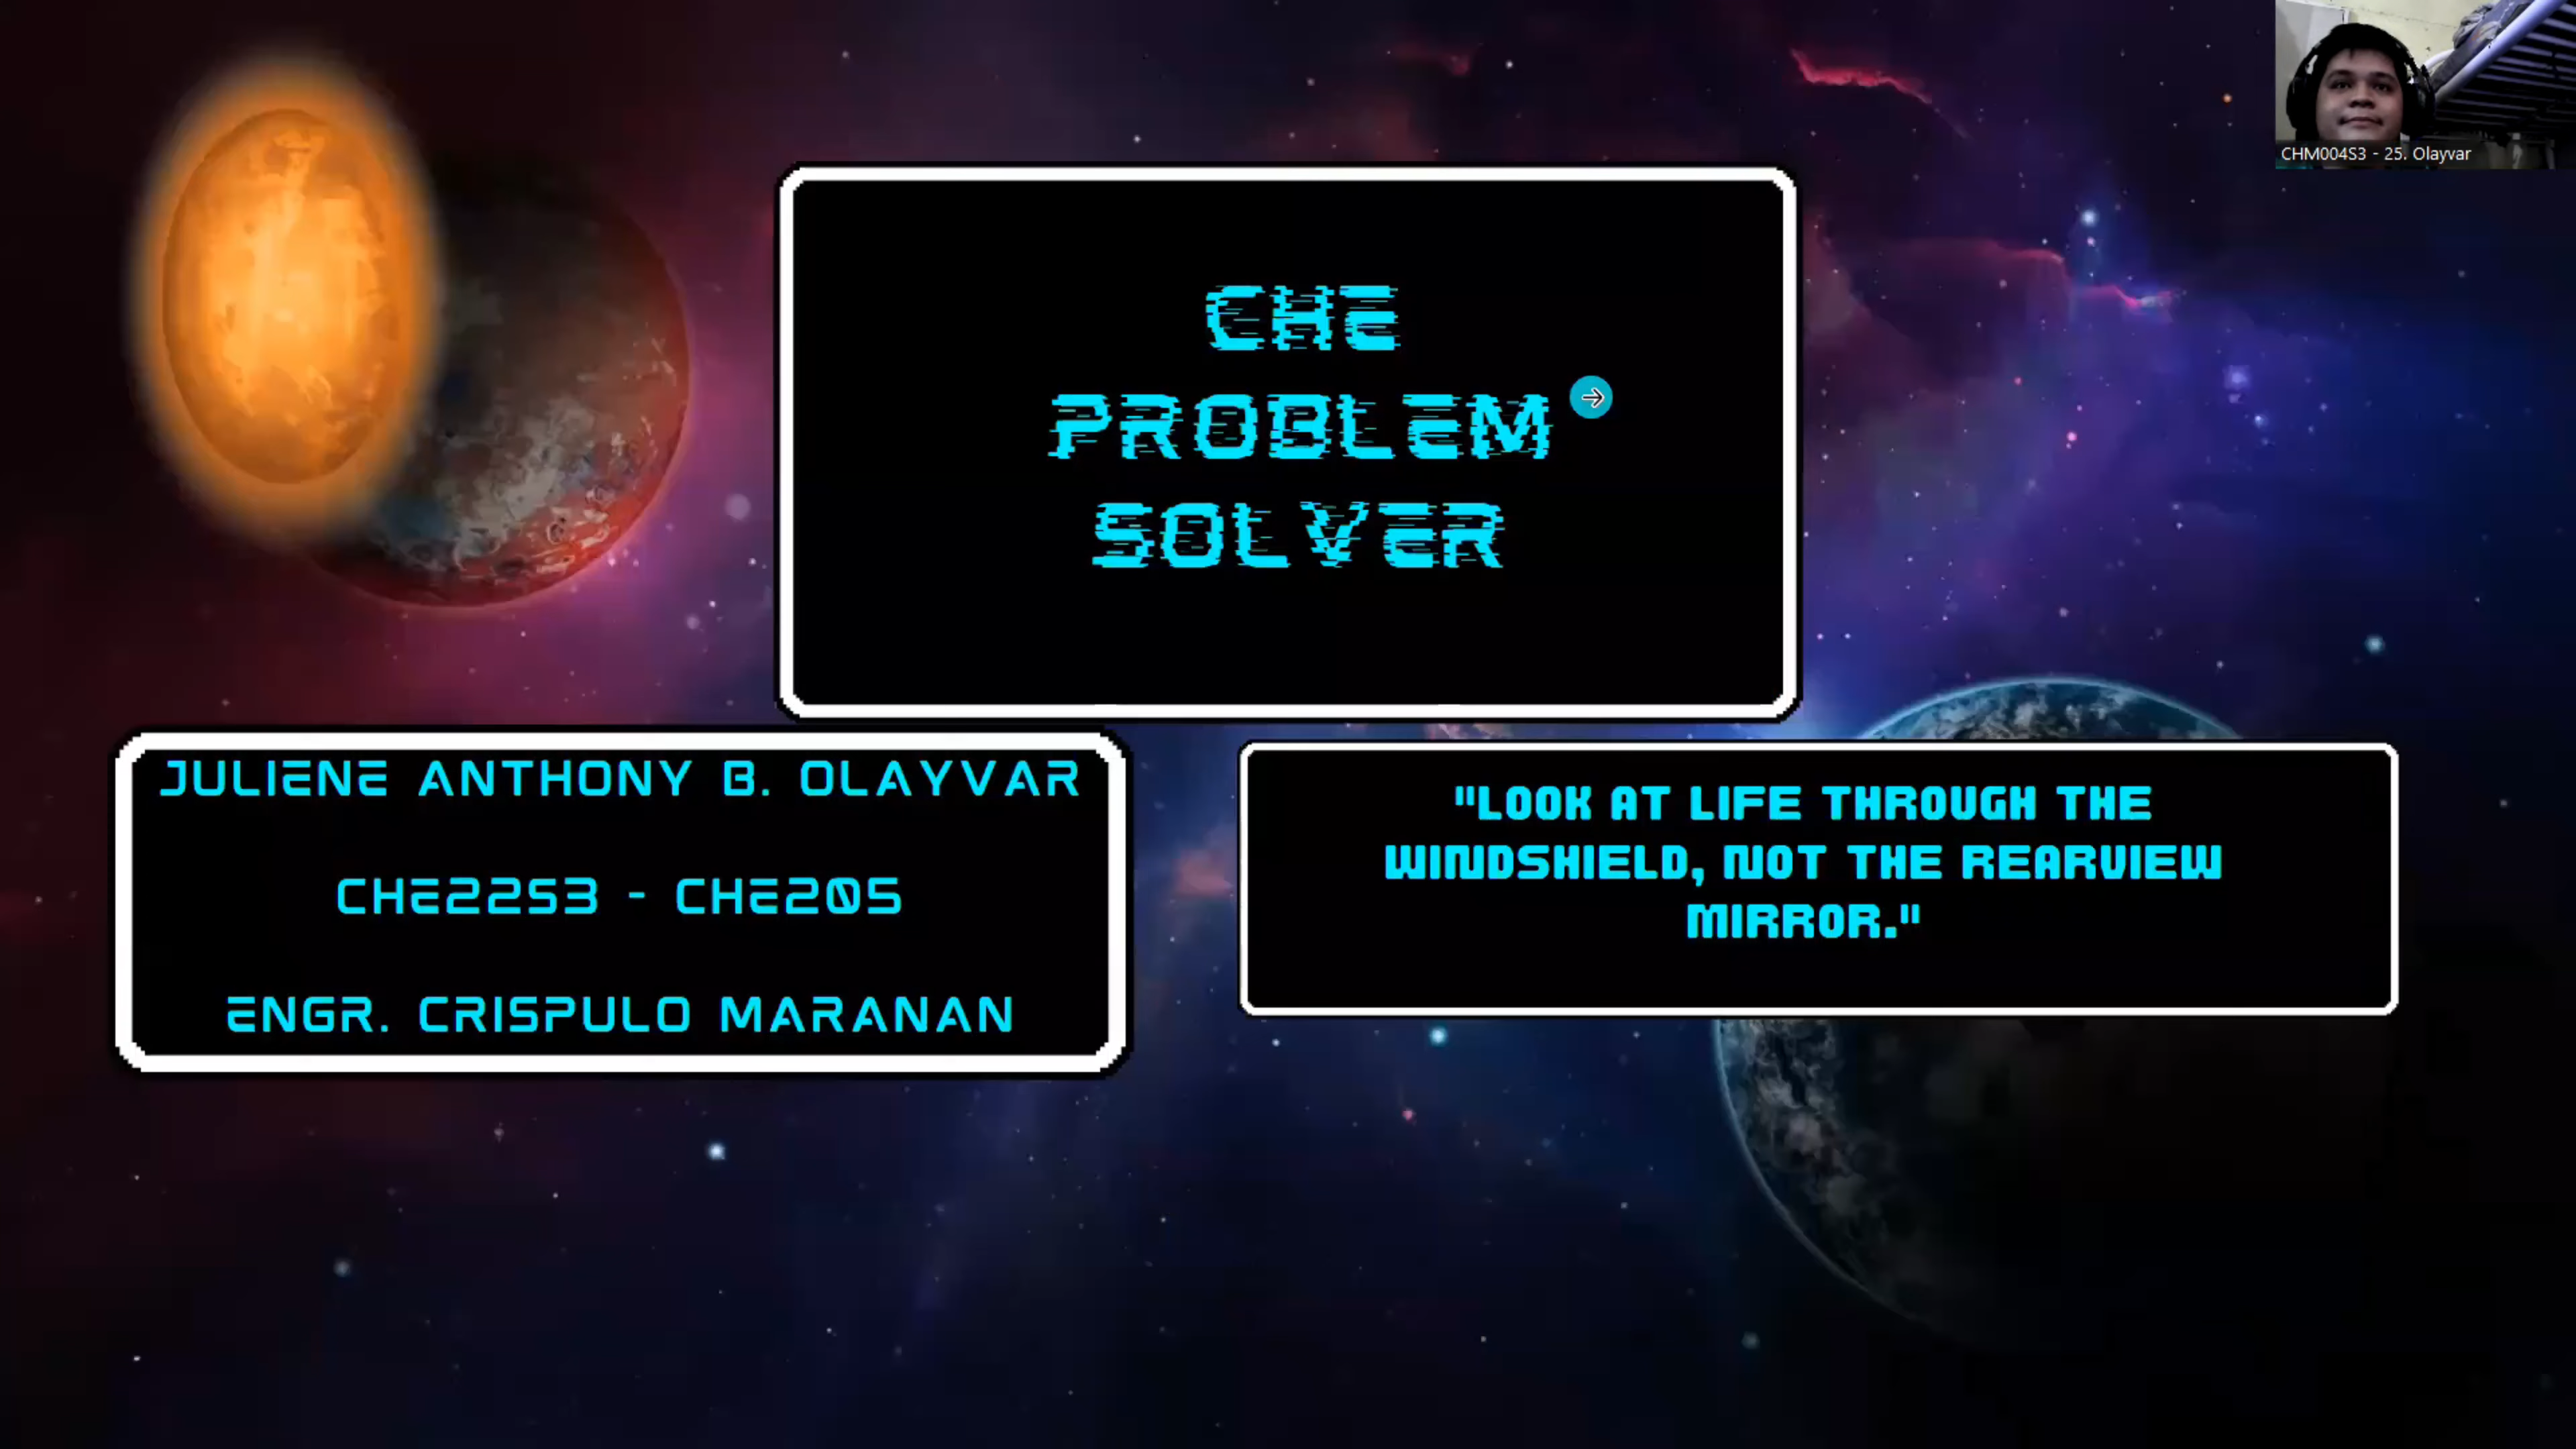 CHM004S3 - 25. Olayvar
CHE
PROBLEM
SOLVER
JULIENE ANTHONY B. OLAYVAR
CHE22S3 - CHE205
ENGR. CRISPULO MARANAN
"LOOK AT LIFE THROUGH THE
WINDSHIELD, NOT THE REARVIEW
MIRROR."